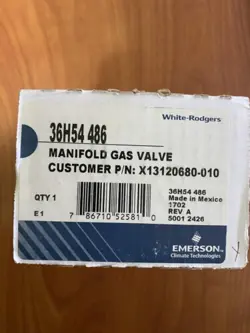 White-Rodgers
36H54 486
MANIFOLD GAS VALVE
CUSTOMER P/N: X13120680-010
QTY 1
E1
7 86710 52581 0
36H54 486
Made in Mexico
1702
REV A
5001 2426
EMERSON
Climate Technologies